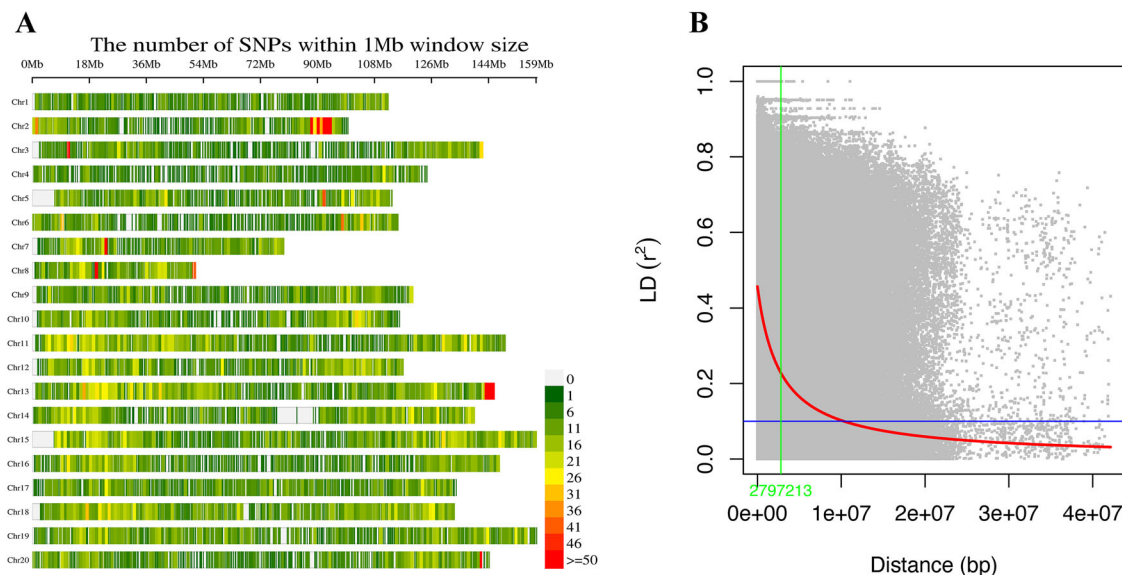 A
The number of SNPs within 1Mb window size
0Mb 18Mb 36Mb 54Mb 72Mb 90Mb 108Mb 126Mb 144Mb 159Mb
Chr1
Chr2
Chr3
Chr4
Chr5
Chr6
Chr7
Chr8
Chr9
Chr10
Chr11
Chr12
Chr13
Chr14
Chr15
Chr16
Chr17
Chr18
Chr19
Chr20
0
1
6
11
16
21
26
31
36
41
46
>=50
B
LD (r²)
1.0
0.8
0.6
0.4
0.2
0.0
2797213
0e+00 1e+07 2e+07 3e+07 4e+07
Distance (bp)